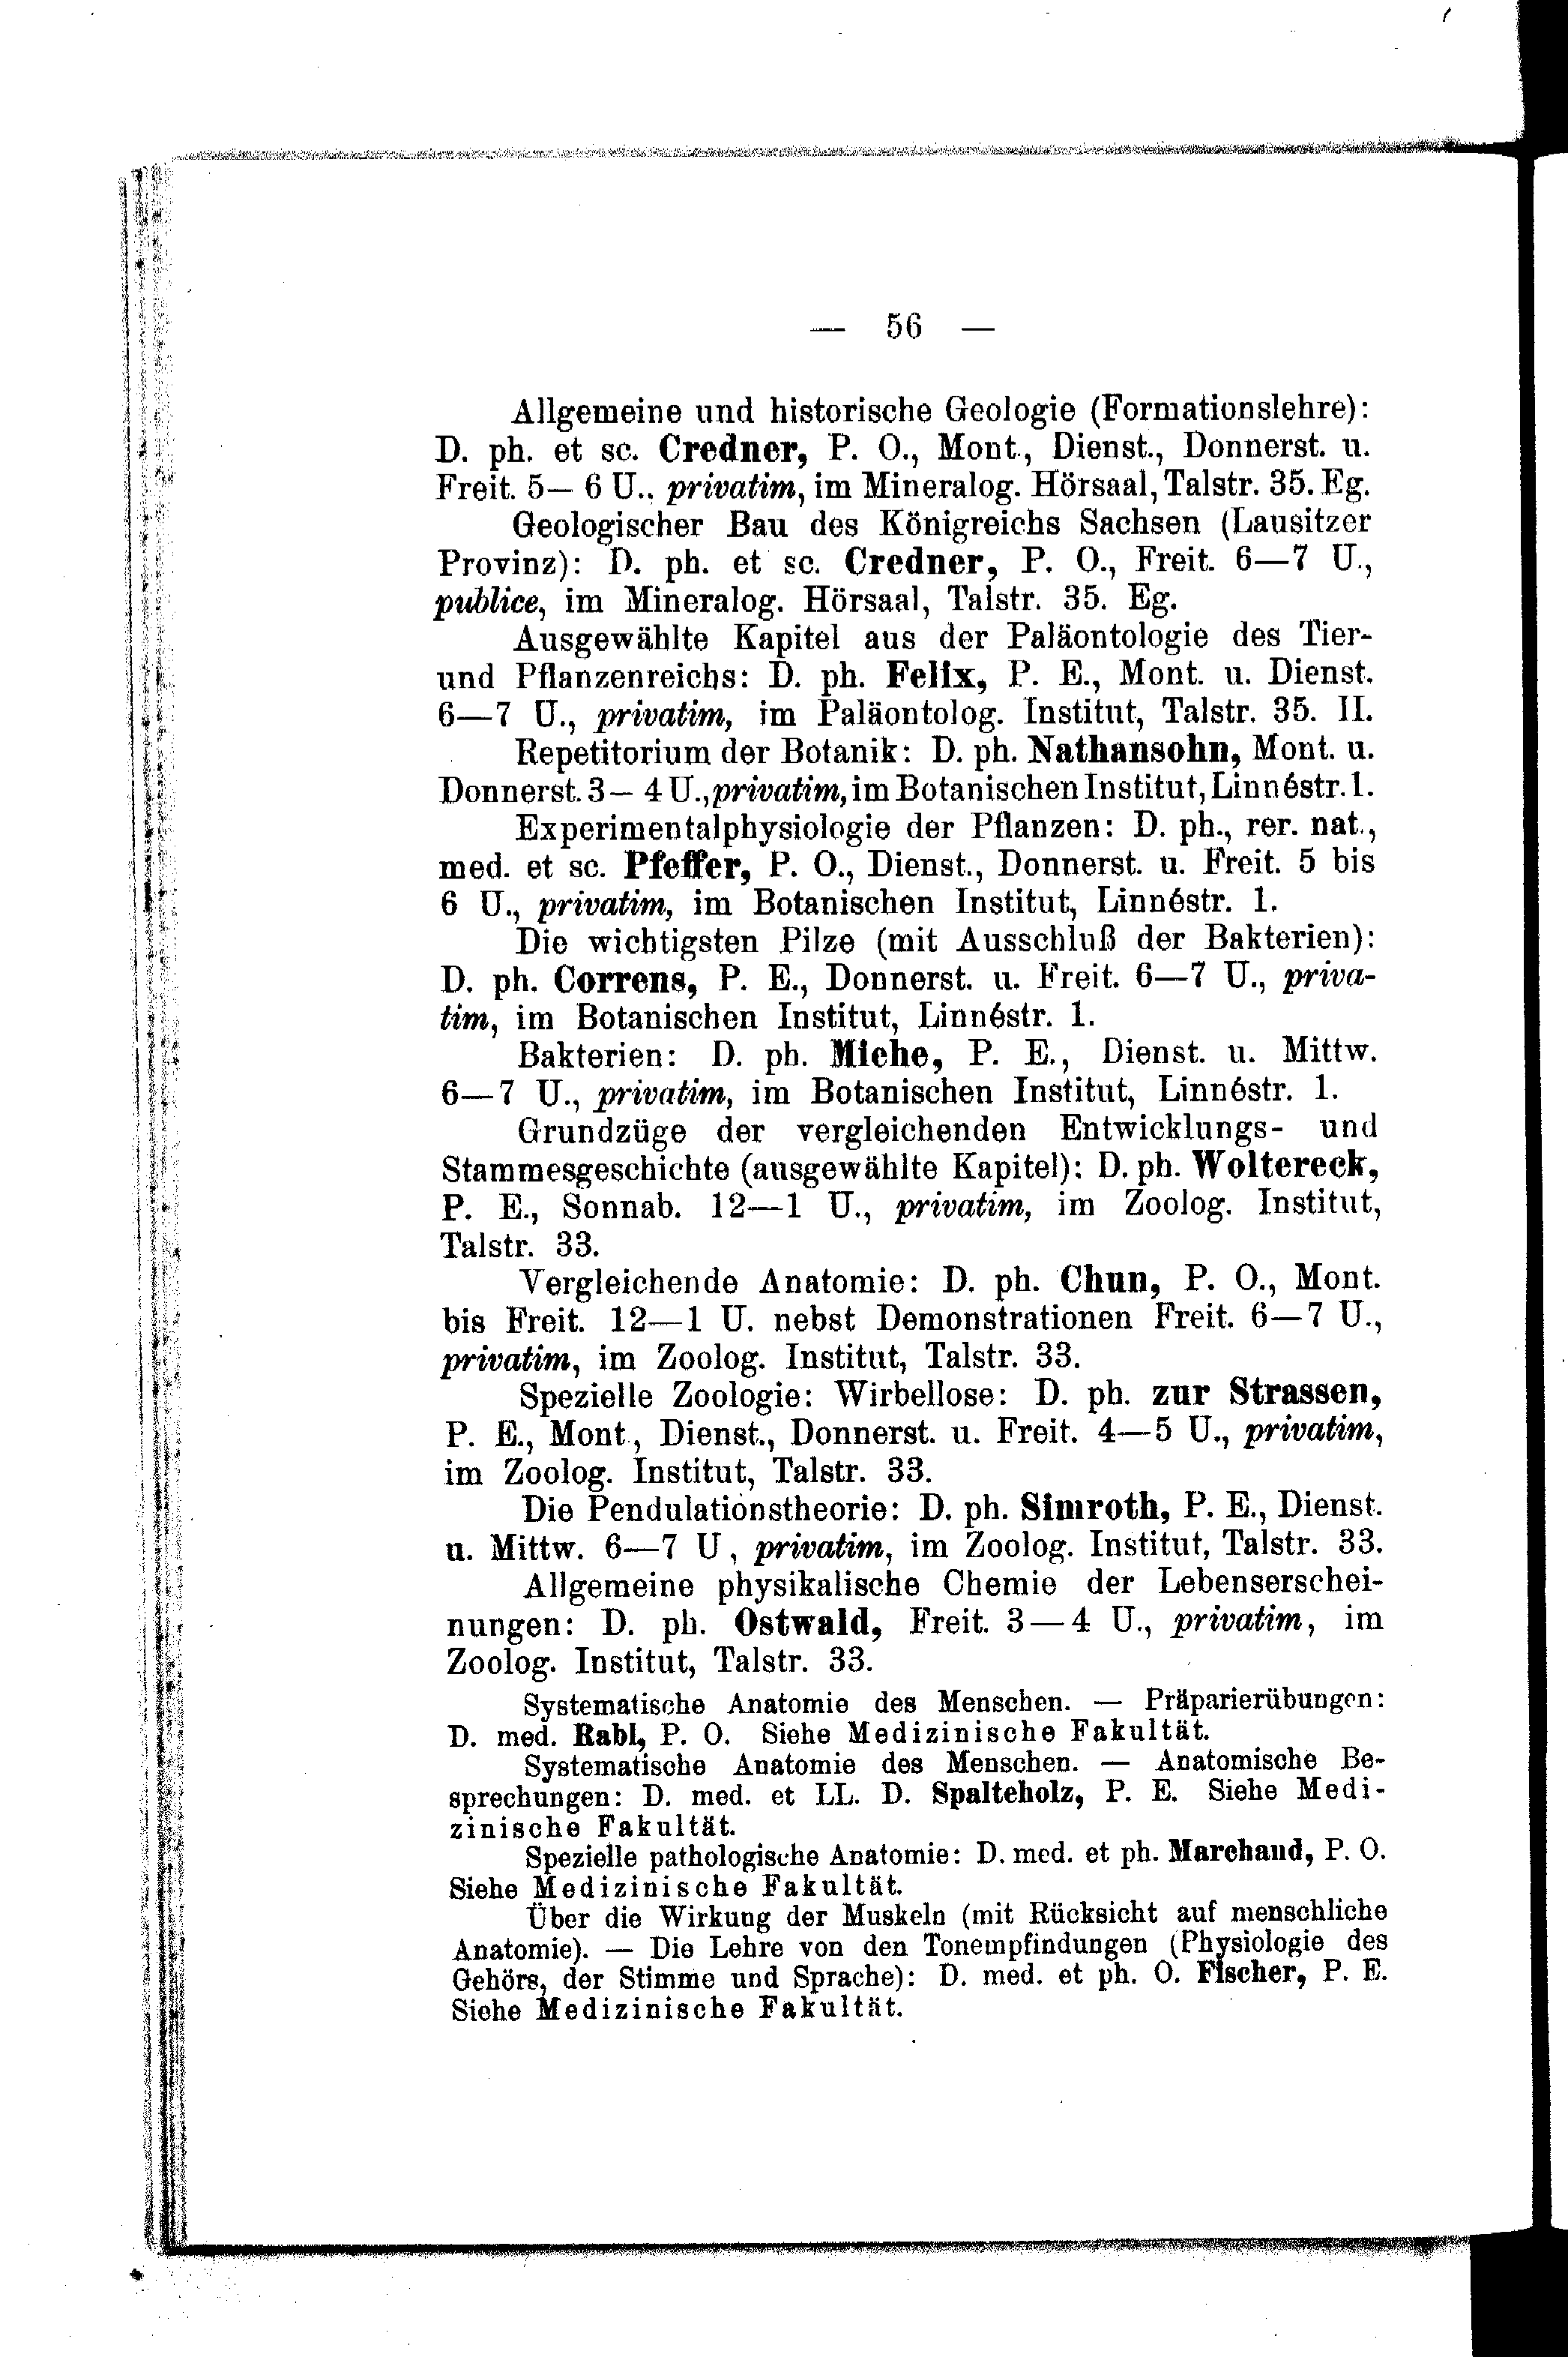 — 56 —
Allgemeine und historische Geologie (Formationslehre):
D. ph. et sc. Credner, P. O., Mont., Dienst., Donnerst. u.
Freit. 5— 6 U., privatim, im Mineralog. Hörsaal, Talstr. 35. Eg.
Geologischer Bau des Königreichs Sachsen (Lausitzer
Provinz): D. ph. et sc. Credner, P. O., Freit. 6—7 U.,
publice, im Mineralog. Hörsaal, Talstr. 35. Eg.
Ausgewählte Kapitel aus der Paläontologie des Tier-
und Pflanzenreichs: D. ph. Felix, P. E., Mont. u. Dienst.
6—7 U., privatim, im Paläontolog. Institut, Talstr. 35. II.
Repetitorium der Botanik: D. ph. Nathansohn, Mont. u.
Donnerst. 3— 4 U., privatim, im Botanischen Institut, Linnéstr. 1.
Experimentalphysiologie der Pflanzen: D. ph., rer. nat.,
med. et sc. Pfeffer, P. O., Dienst., Donnerst. u. Freit. 5 bis
6 U., privatim, im Botanischen Institut, Linnéstr. 1.
Die wichtigsten Pilze (mit Ausschluß der Bakterien):
D. ph. Correns, P. E., Donnerst. u. Freit. 6—7 U., priva-
tim, im Botanischen Institut, Linnéstr. 1.
Bakterien: D. ph. Miehe, P. E., Dienst. u. Mittw.
6—7 U., privatim, im Botanischen Institut, Linnéstr. 1.
Grundzüge der vergleichenden Entwicklungs- und
Stammesgeschichte (ausgewählte Kapitel): D. ph. Woltereck,
P. E., Sonnab. 12—1 U., privatim, im Zoolog. Institut,
Talstr. 33.
Vergleichende Anatomie: D. ph. Chun, P. O., Mont.
bis Freit. 12—1 U. nebst Demonstrationen Freit. 6—7 U.,
privatim, im Zoolog. Institut, Talstr. 33.
Spezielle Zoologie: Wirbellose: D. ph. zur Strassen,
P. E., Mont., Dienst., Donnerst. u. Freit. 4—5 U., privatim,
im Zoolog. Institut, Talstr. 33.
Die Pendulationstheorie: D. ph. Simroth, P. E., Dienst.
u. Mittw. 6—7 U, privatim, im Zoolog. Institut, Talstr. 33.
Allgemeine physikalische Chemie der Lebenserschei-
nungen: D. ph. Ostwald, Freit. 3—4 U., privatim, im
Zoolog. Institut, Talstr. 33.
Systematische Anatomie des Menschen. — Präparierübungen:
D. med. Rabl, P. O. Siehe Medizinische Fakultät.
Systematische Anatomie des Menschen. — Anatomische Be-
sprechungen: D. med. et LL. D. Spalteholz, P. E. Siehe Medi-
zinische Fakultät.
Spezielle pathologische Anatomie: D. med. et ph. Marchand, P. O.
Siehe Medizinische Fakultät.
Über die Wirkung der Muskeln (mit Rücksicht auf menschliche
Anatomie). — Die Lehre von den Tonempfindungen (Physiologie des
Gehörs, der Stimme und Sprache): D. med. et ph. O. Fischer, P. E.
Siehe Medizinische Fakultät.